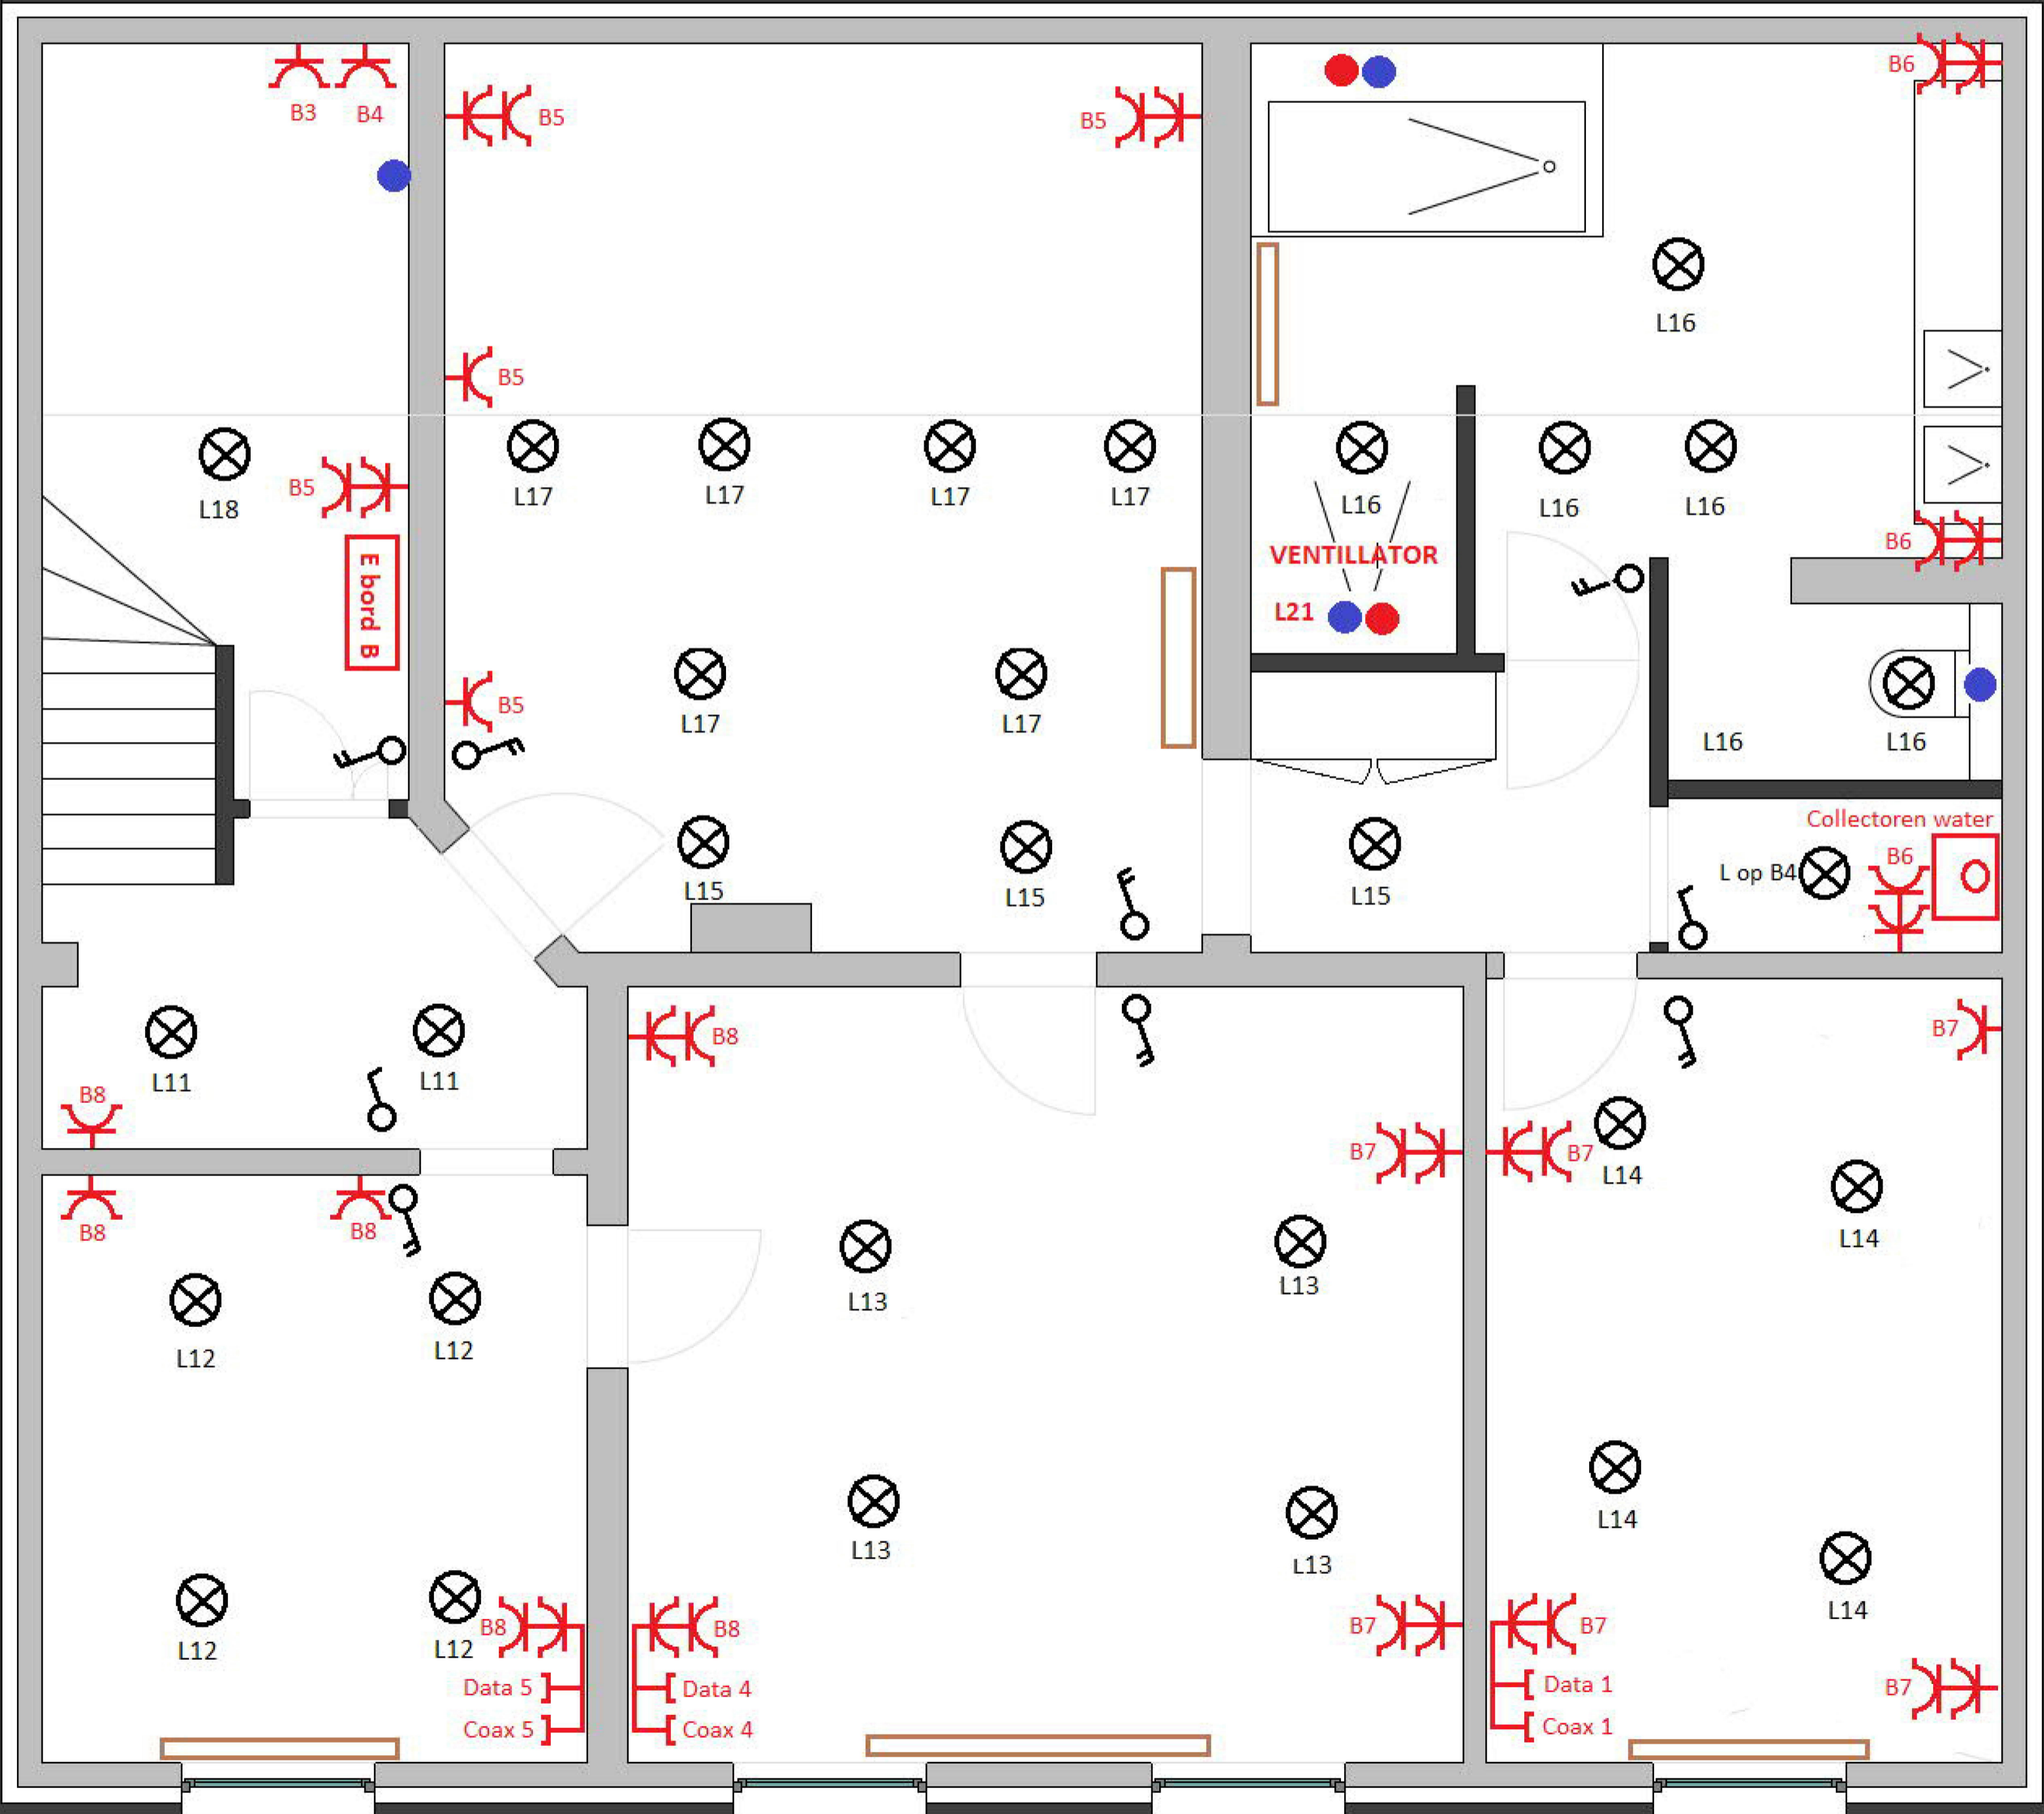 B3
B4
B5
B5
B6
L16
B5
L18
B5
L17
L17
L17
L17
L16
L16
L16
B6
VENTILLATOR
L21
E bord B
B5
L17
L17
L16
L16
Collectoren water
L15
L15
L15
L op B4
B6
L11
L11
B8
B8
B7
B8
B8
B7
B7
L14
L14
L12
L12
L13
L13
L13
L13
L14
L14
L12
L12
B8
Data 5
Coax 5
B8
Data 4
Coax 4
B7
B7
Data 1
Coax 1
B7